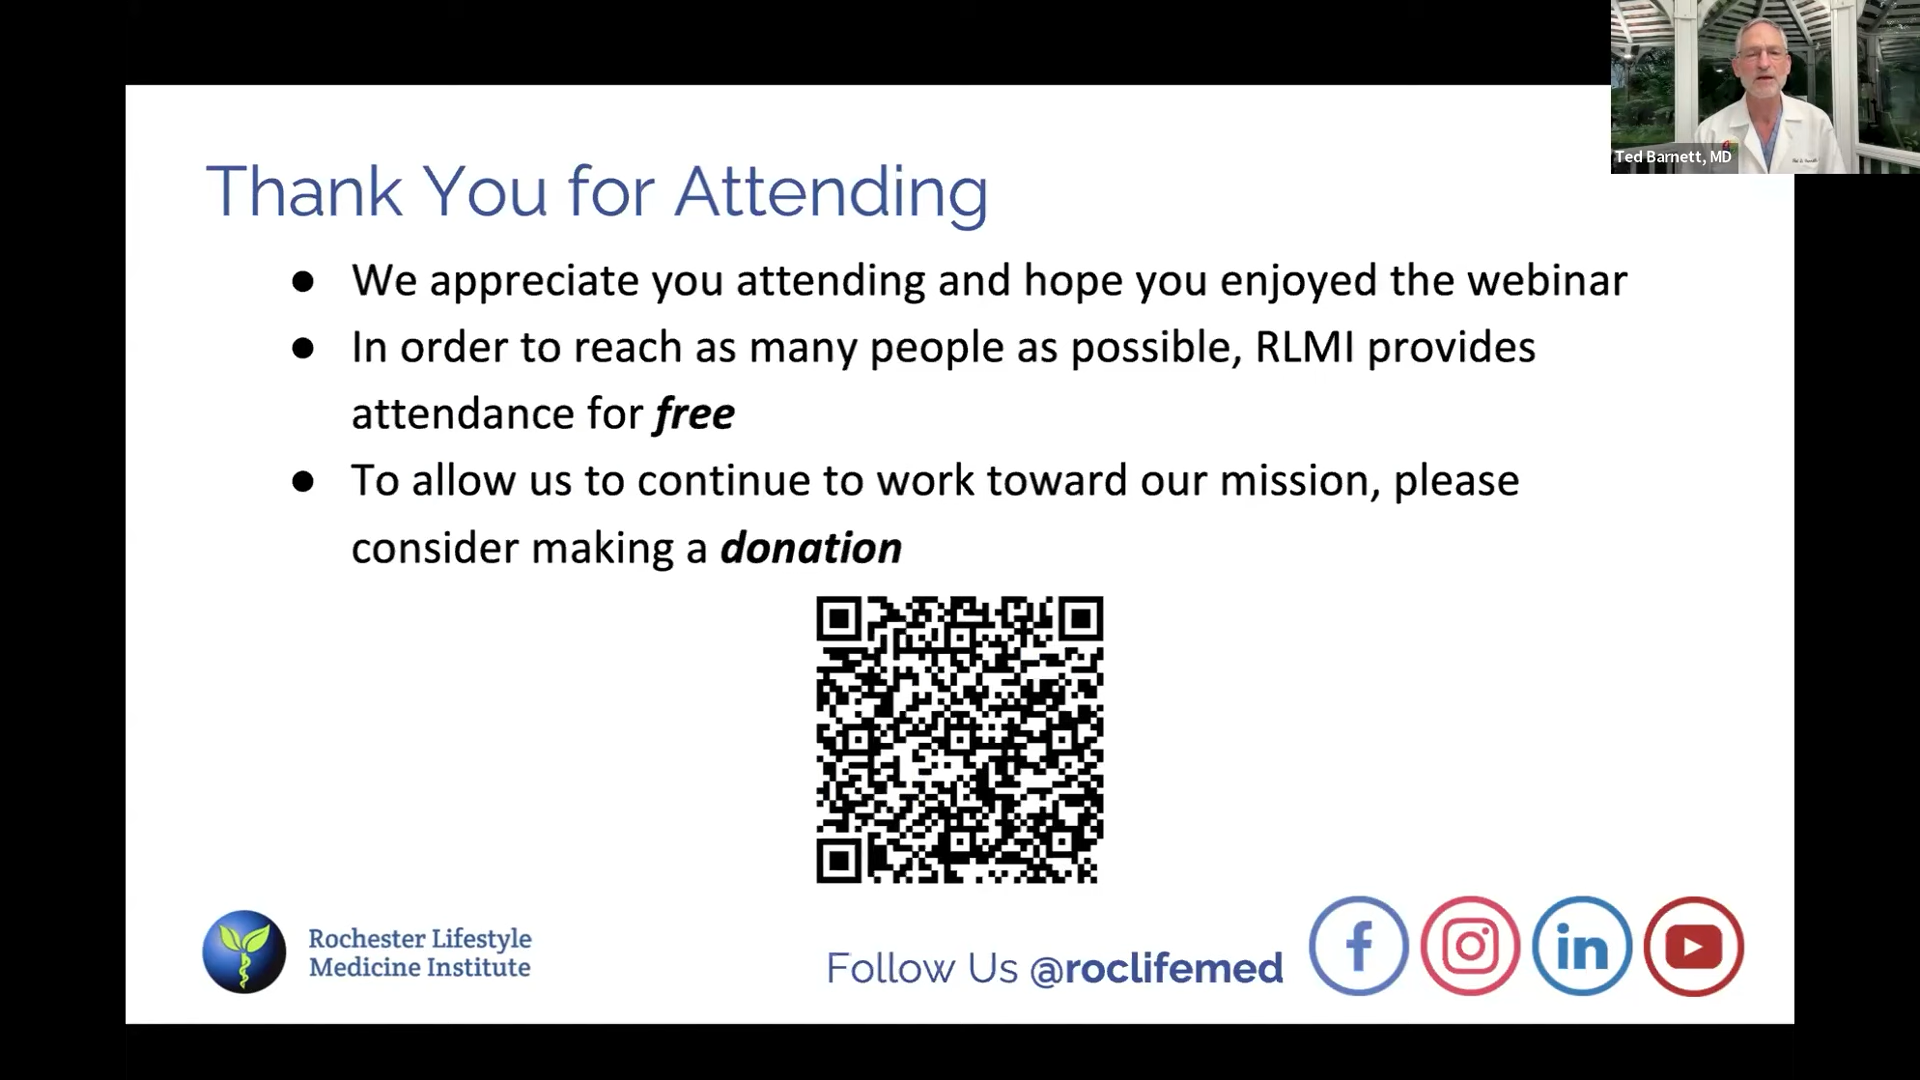 Ted Barnett, MD
Thank You for Attending
● We appreciate you attending and hope you enjoyed the webinar
● In order to reach as many people as possible, RLMI provides
attendance for free
● To allow us to continue to work toward our mission, please
consider making a donation
Rochester Lifestyle
Medicine Institute
Follow Us @roclifemed